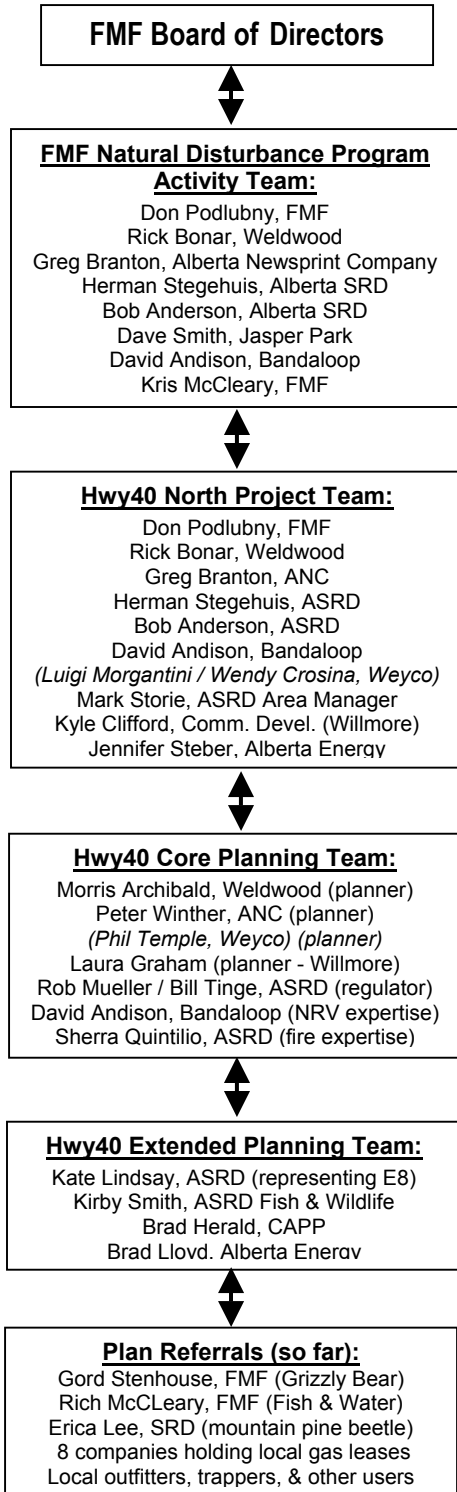 FMF Board of Directors
FMF Natural Disturbance Program
Activity Team:
Don Podlubny, FMF
Rick Bonar, Weldwood
Greg Branton, Alberta Newsprint Company
Herman Stegehuis, Alberta SRD
Bob Anderson, Alberta SRD
Dave Smith, Jasper Park
David Andison, Bandaloop
Kris McCleary, FMF
Hwy40 North Project Team:
Don Podlubny, FMF
Rick Bonar, Weldwood
Greg Branton, ANC
Herman Stegehuis, ASRD
Bob Anderson, ASRD
David Andison, Bandaloop
(Luigi Morgantini / Wendy Crosina, Weyco)
Mark Storie, ASRD Area Manager
Kyle Clifford, Comm. Devel. (Willmore)
Jennifer Steber, Alberta Energy
Hwy40 Core Planning Team:
Morris Archibald, Weldwood (planner)
Peter Winther, ANC (planner)
(Phil Temple, Weyco) (planner)
Laura Graham (planner - Willmore)
Rob Mueller / Bill Tinge, ASRD (regulator)
David Andison, Bandaloop (NRV expertise)
Sherra Quintilio, ASRD (fire expertise)
Hwy40 Extended Planning Team:
Kate Lindsay, ASRD (representing E8)
Kirby Smith, ASRD Fish & Wildlife
Brad Herald, CAPP
Brad Lloyd, Alberta Energy
Plan Referrals (so far):
Gord Stenhouse, FMF (Grizzly Bear)
Rich McCLeary, FMF (Fish & Water)
Erica Lee, SRD (mountain pine beetle)
8 companies holding local gas leases
Local outfitters, trappers, & other users